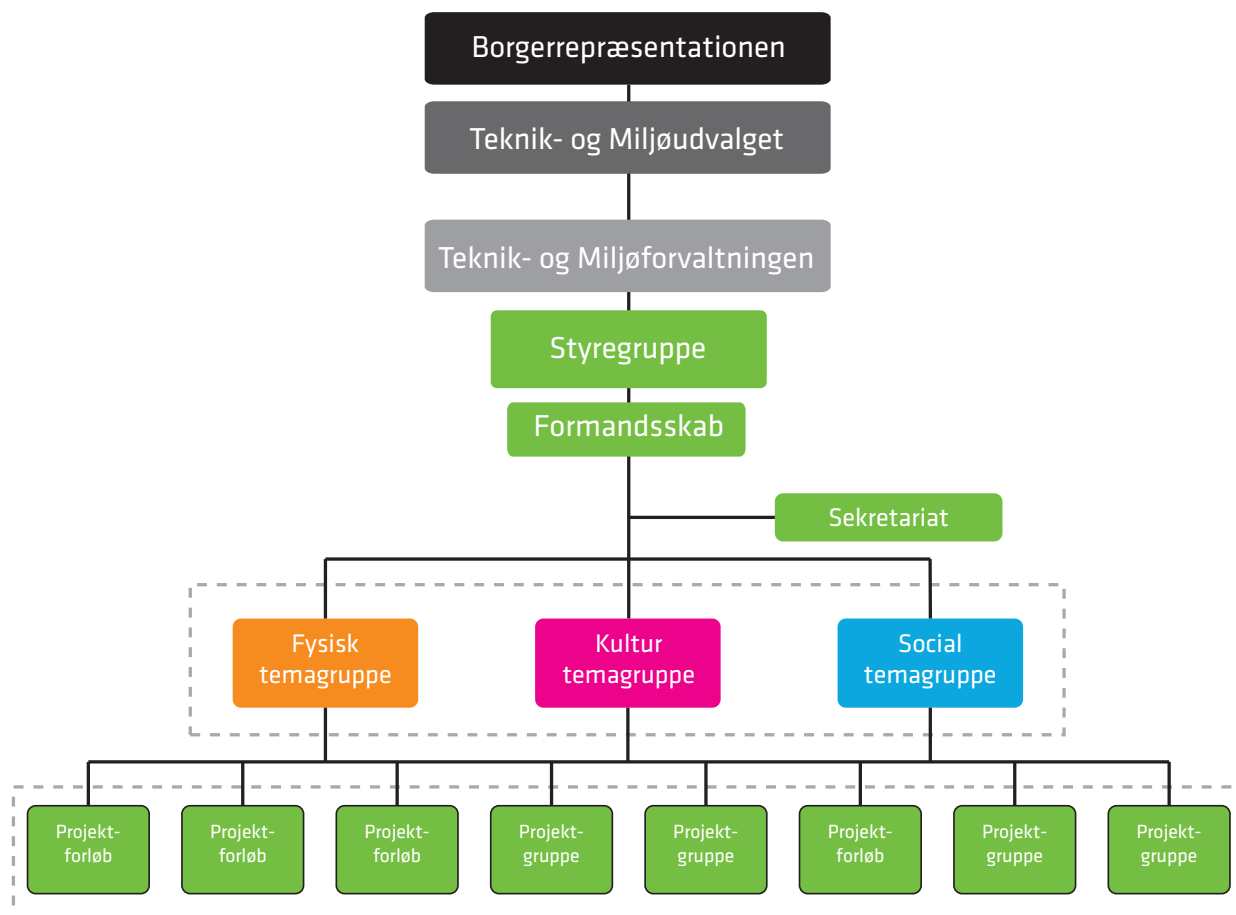 Borgerrepræsentationen
Teknik- og Miljøudvalget
Teknik- og Miljøforvaltningen
Styregruppe
Formandsskab
Sekretariat
Fysisk
temagruppe
Kultur
temagruppe
Social
temagruppe
Projekt-
forløb
Projekt-
forløb
Projekt-
forløb
Projekt-
gruppe
Projekt-
gruppe
Projekt-
forløb
Projekt-
gruppe
Projekt-
gruppe